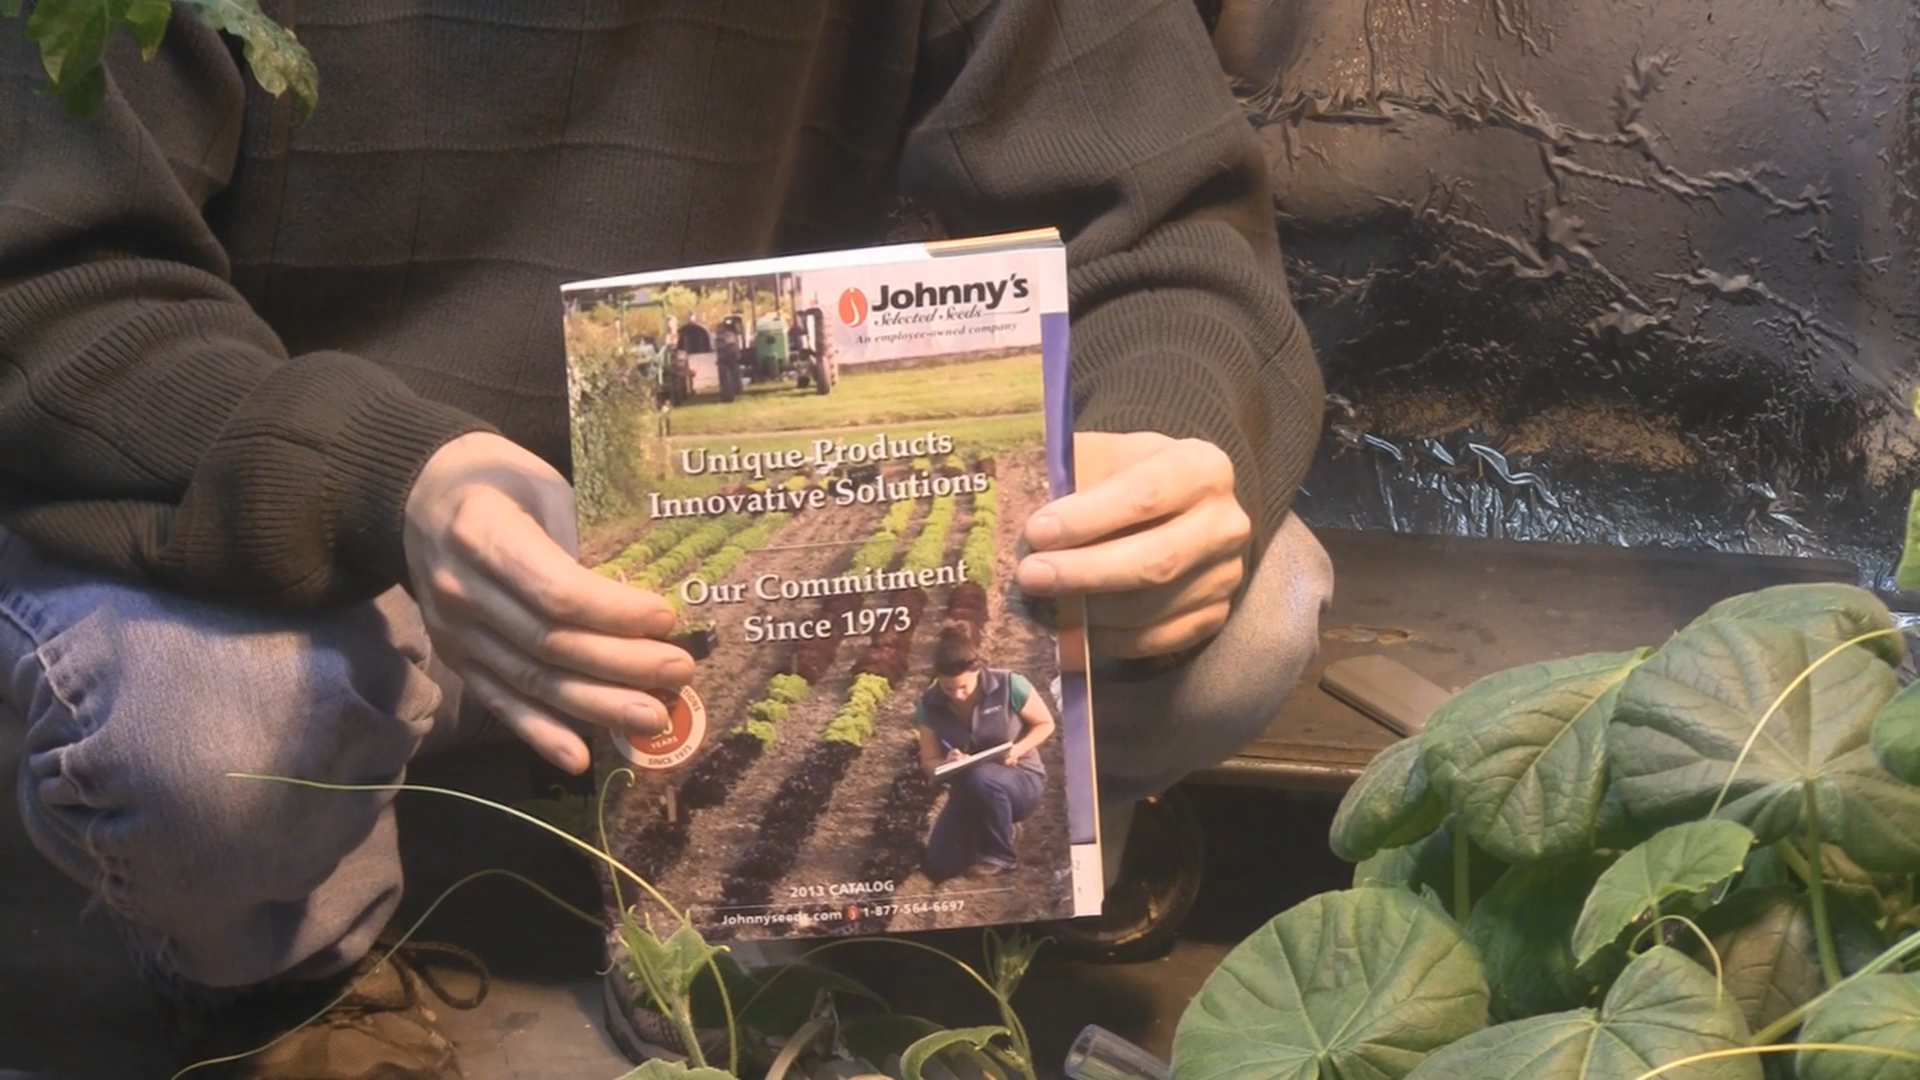 Johnny's
Selected Seeds
An employee-owned company
Unique Products
Innovative Solutions
Our Commitment
Since 1973
YEARS
SINCE 1973
2013 CATALOG
Johnnyseeds.com 1-877-564-6697